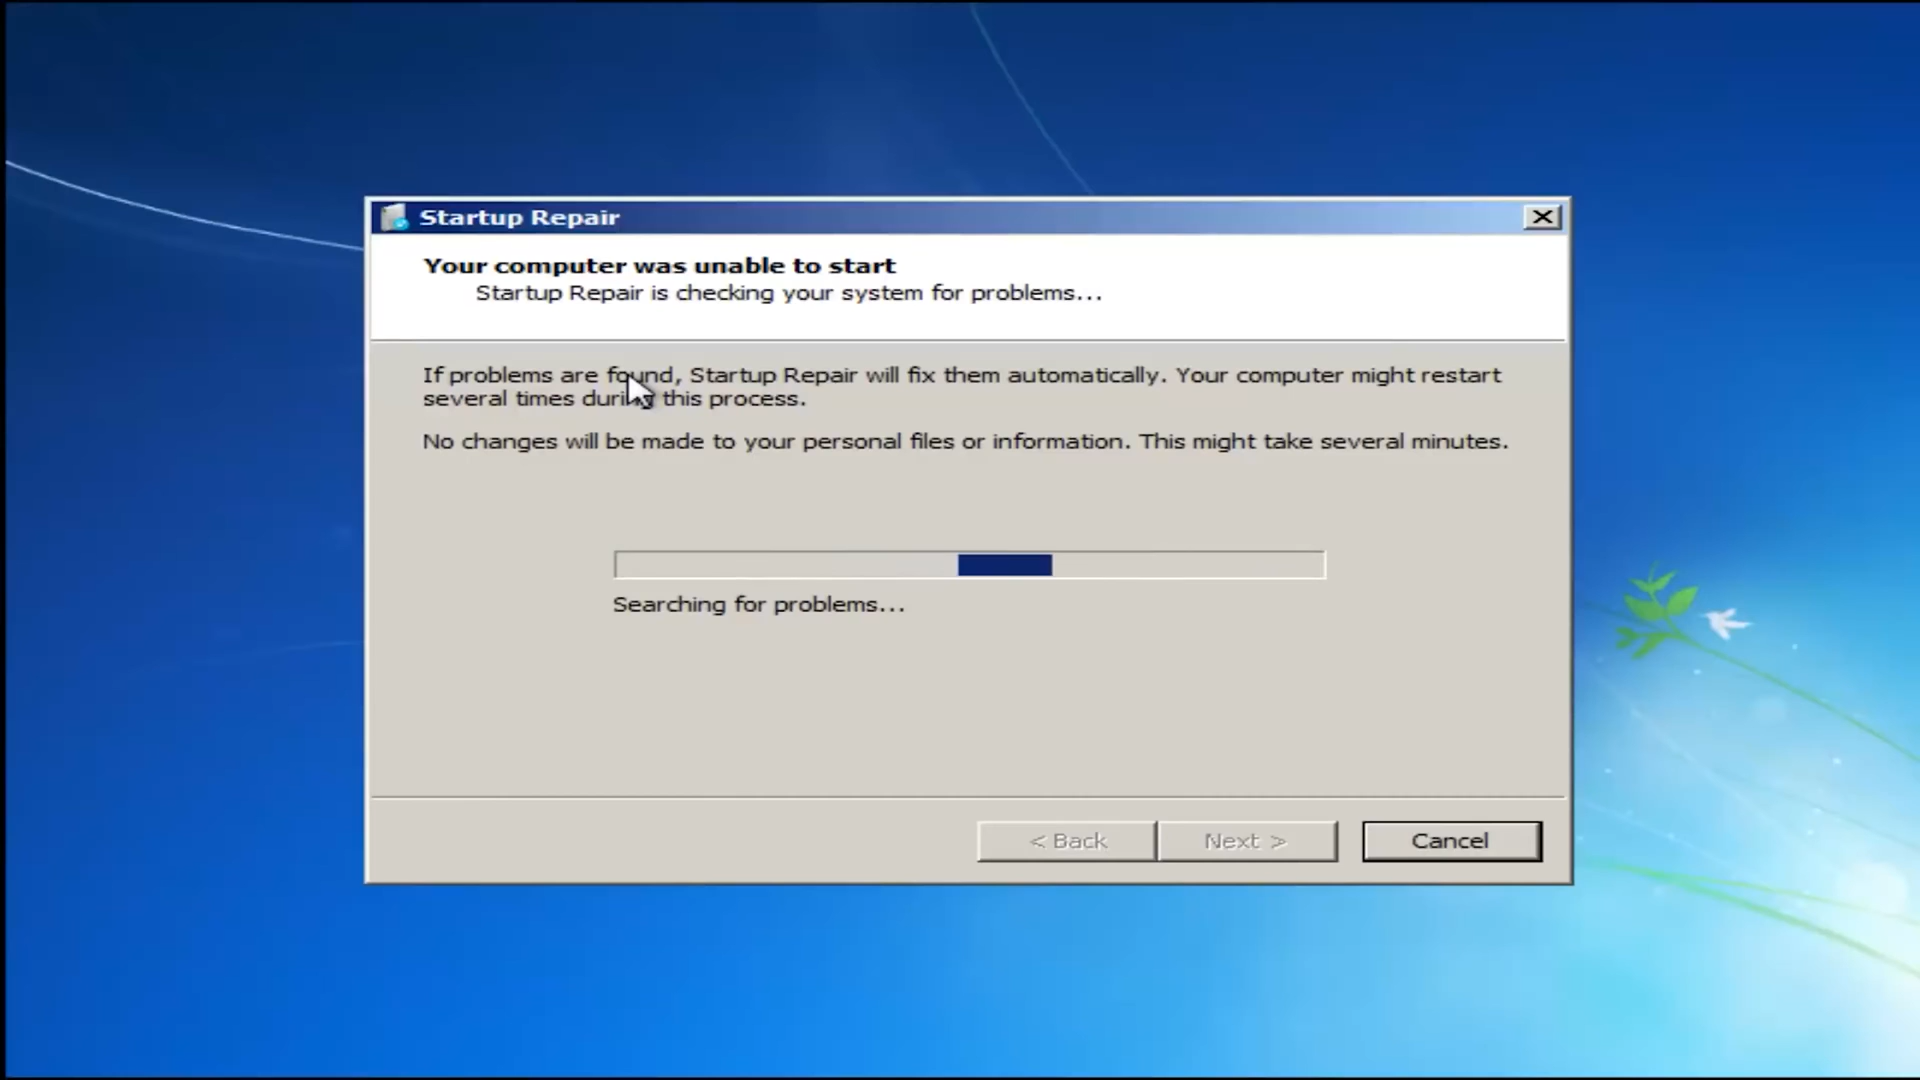 Startup Repair
Your computer was unable to start
Startup Repair is checking your system for problems...
If problems are found, Startup Repair will fix them automatically. Your computer might restart
several times during this process.
No changes will be made to your personal files or information. This might take several minutes.
Searching for problems...
< Back
Next >
Cancel